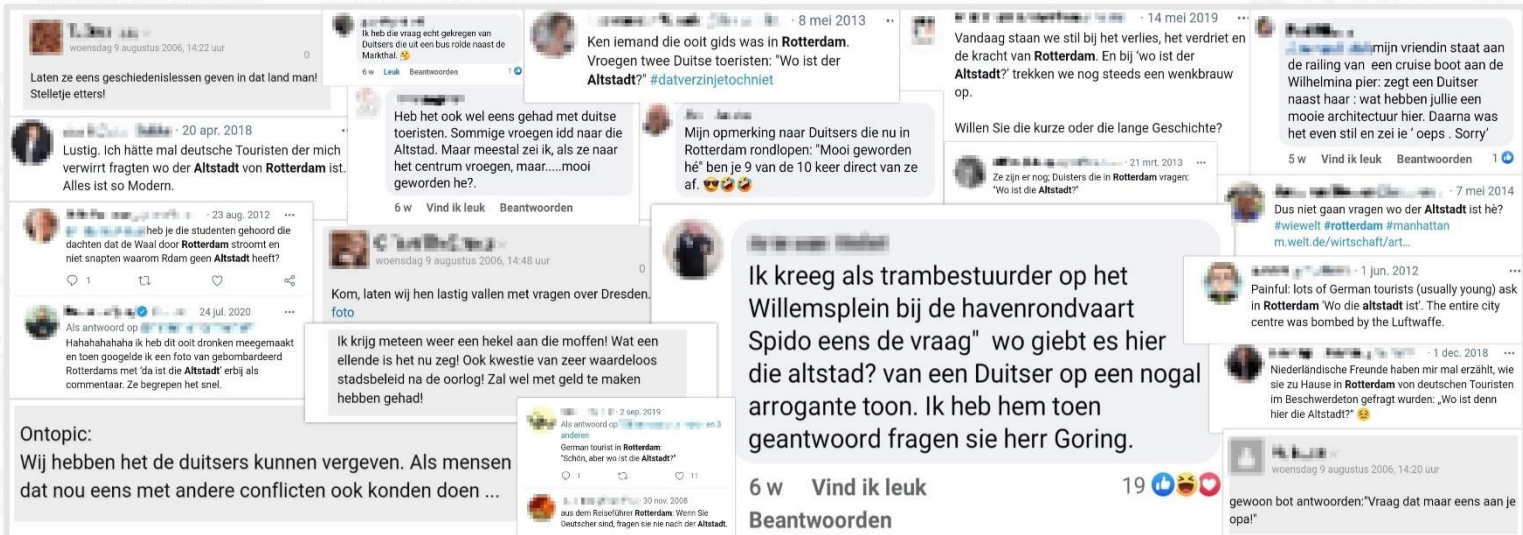 woensdag 9 augustus 2006, 14:22 uur
0
Laten ze eens geschiedenislessen geven in dat land man!
Stelletje etters!
Ik heb die vraag echt gekregen van
Duitsers die uit een bus rolde naast de
Markthal. 🤔
6 w Leuk Beantwoorden 1
· 8 mei 2013
Ken iemand die ooit gids was in Rotterdam.
Vroegen twee Duitse toeristen: "Wo ist der
Altstadt?" #datverzinjetochniet
· 14 mei 2019 ...
Vandaag staan we stil bij het verlies, het verdriet en
de kracht van Rotterdam. En bij 'wo ist der
Altstadt?' trekken we nog steeds een wenkbrauw
op.
Willen Sie die kurze oder die lange Geschichte?
mijn vriendin staat aan
de railing van een cruise boot aan de
Wilhelmina pier: zegt een Duitser
naast haar : wat hebben jullie een
mooie architectuur hier. Daarna was
het even stil en zei ie ' oeps . Sorry'
5 w Vind ik leuk Beantwoorden 1
· 20 apr. 2018
Lustig. Ich hätte mal deutsche Touristen der mich
verwirrt fragten wo der Altstadt von Rotterdam ist.
Alles ist so Modern.
Heb het ook wel eens gehad met duitse
toeristen. Sommige vroegen idd naar die
Altstad. Maar meestal zei ik, als ze naar
het centrum vroegen, maar.....mooi
geworden he?.
6 w Vind ik leuk Beantwoorden
Mijn opmerking naar Duitsers die nu in
Rotterdam rondlopen: "Mooi geworden
hé" ben je 9 van de 10 keer direct van ze
af. 😎🤣🤣
· 21 mrt. 2013 ...
Ze zijn er nog; Duisters die in Rotterdam vragen:
"Wo ist die Altstadt?"
· 7 mei 2014
Dus niet gaan vragen wo der Altstadt ist hè?
#wiewelt #rotterdam #manhattan
m.welt.de/wirtschaft/art...
· 23 aug. 2012 ...
heb je die studenten gehoord die
dachten dat de Waal door Rotterdam stroomt en
niet snapten waarom Rdam geen Altstadt heeft?
1
woensdag 9 augustus 2006, 14:48 uur
0
Kom, laten wij hen lastig vallen met vragen over Dresden.
foto
Ik kreeg als trambestuurder op het
Willemsplein bij de havenrondvaart
Spido eens de vraag" wo giebt es hier
die altstad? van een Duitser op een nogal
arrogante toon. Ik heb hem toen
geantwoord fragen sie herr Goring.
6 w Vind ik leuk 19
Beantwoorden
· 1 jun. 2012 ...
Painful: lots of German tourists (usually young) ask
in Rotterdam 'Wo die altstadt ist'. The entire city
centre was bombed by the Luftwaffe.
24 jul. 2020 ...
Als antwoord op
Hahahahahaha ik heb dit ooit dronken meegemaakt
en toen googelde ik een foto van gebombardeerd
Rotterdams met 'da ist die Altstadt' erbij als
commentaar. Ze begrepen het snel.
Ik krijg meteen weer een hekel aan die moffen! Wat een
ellende is het nu zeg! Ook kwestie van zeer waardeloos
stadsbeleid na de oorlog! Zal wel met geld te maken
hebben gehad!
· 1 dec. 2018 ...
Niederländische Freunde haben mir mal erzählt, wie
sie zu Hause in Rotterdam von deutschen Touristen
im Beschwerdeton gefragt wurden: „Wo ist denn
hier die Altstadt?" 😣
Ontopic:
Wij hebben het de duitsers kunnen vergeven. Als mensen
dat nou eens met andere conflicten ook konden doen ...
· 2 sep. 2019
Als antwoord op en 3
anderen
German tourist in Rotterdam:
"Schön, aber wo ist die Altstadt?"
1 11
· 30 nov. 2008
aus dem Reiseführer Rotterdam: Wenn Sie
Deutscher sind, fragen sie nie nach der Altstadt.
woensdag 9 augustus 2006, 14:20 uur
gewoon bot antwoorden:"Vraag dat maar eens aan je
opa!"